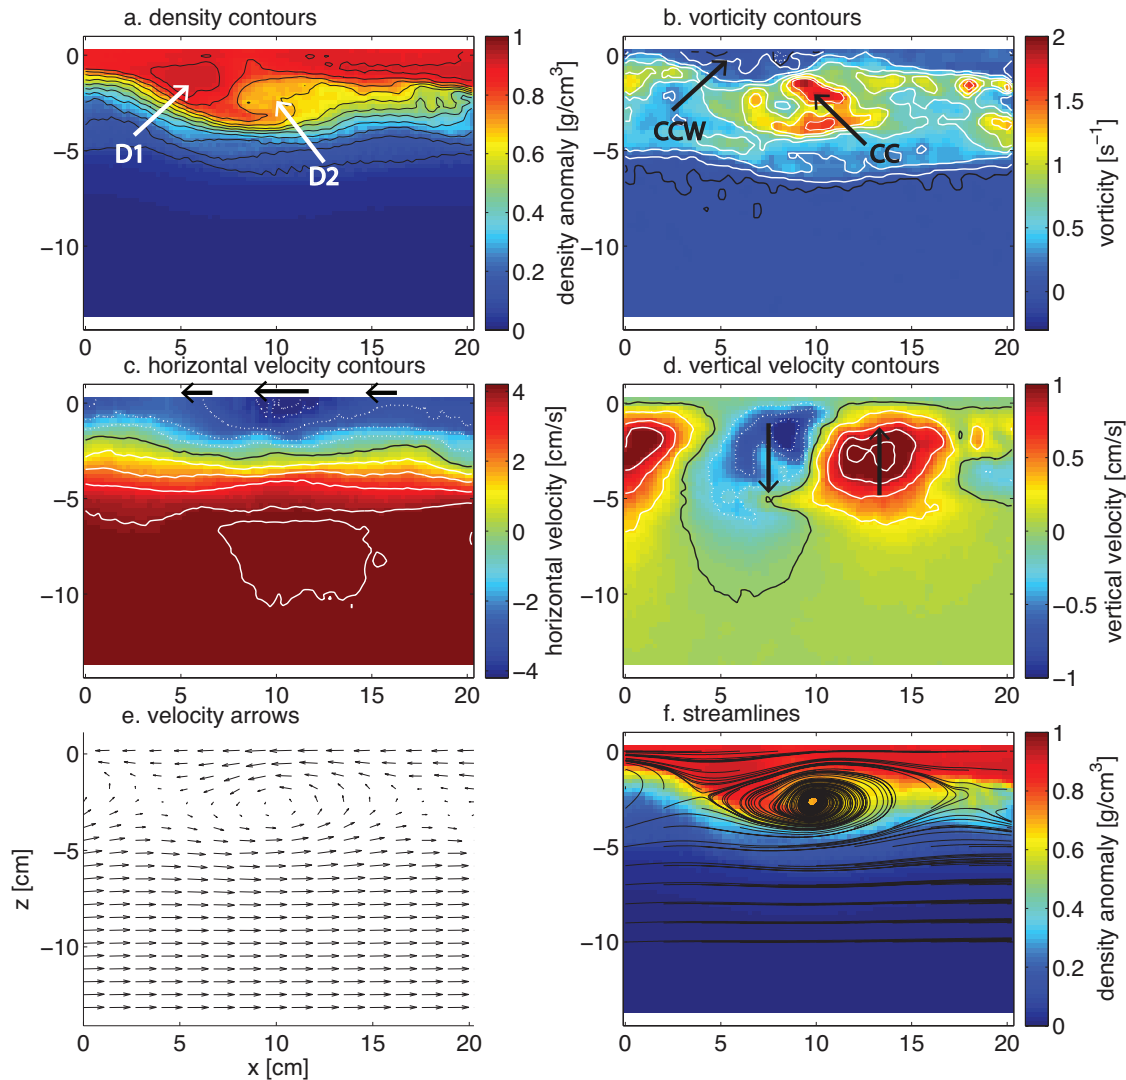 a. density contours
b. vorticity contours
0
−5
−10
0 5 10 15 20
D1
D2
1
0.8
0.6
0.4
0.2
0
density anomaly [g/cm³]
0
−5
−10
0 5 10 15 20
CCW
CC
2
1.5
1
0.5
0
vorticity [s⁻¹]
c. horizontal velocity contours
d. vertical velocity contours
0
−5
−10
0 5 10 15 20
4
2
0
−2
−4
horizontal velocity [cm/s]
0
−5
−10
0 5 10 15 20
1
0.5
0
−0.5
−1
vertical velocity [cm/s]
e. velocity arrows
f. streamlines
0
−5
−10
z [cm]
0 5 10 15 20
x [cm]
0
−5
−10
0 5 10 15 20
1
0.8
0.6
0.4
0.2
0
density anomaly [g/cm³]